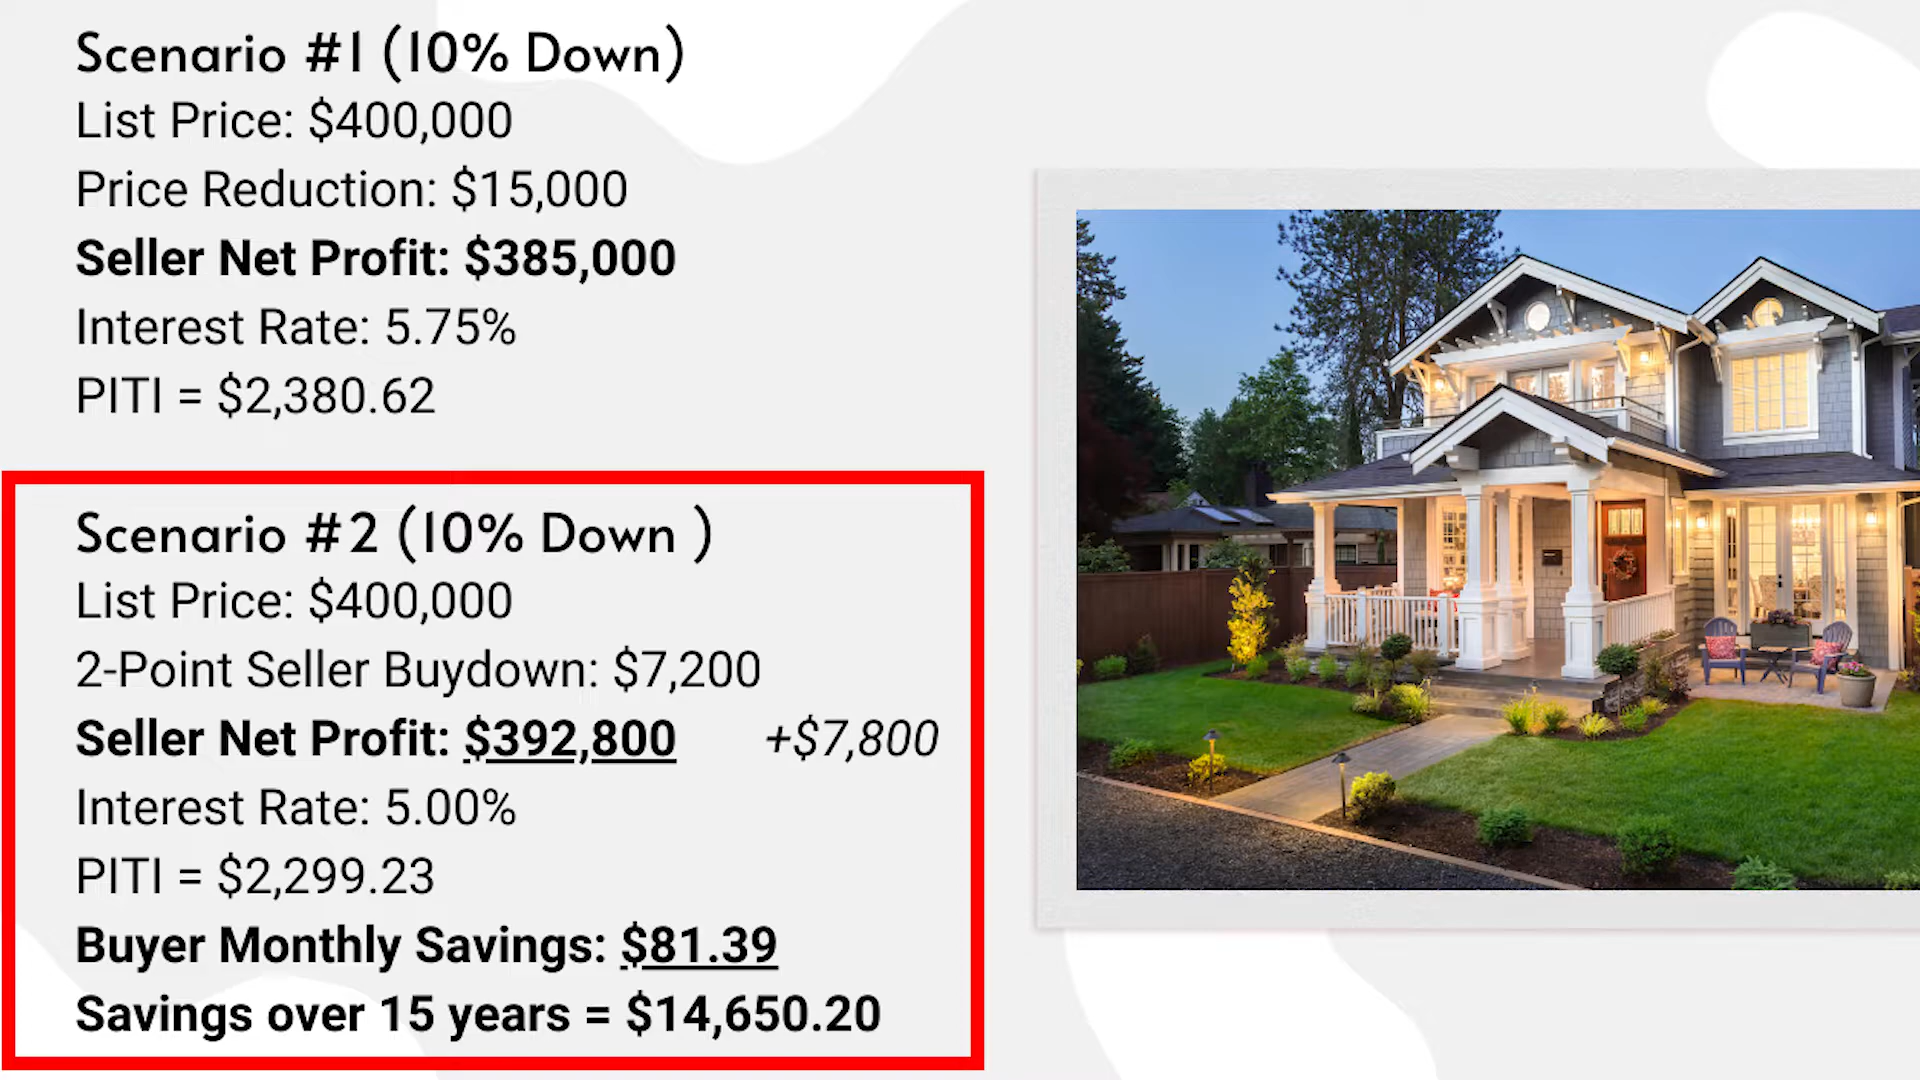 Scenario #1 (10% Down)
List Price: $400,000
Price Reduction: $15,000
Seller Net Profit: $385,000
Interest Rate: 5.75%
PITI = $2,380.62
Scenario #2 (10% Down )
List Price: $400,000
2-Point Seller Buydown: $7,200
Seller Net Profit: $392,800 +$7,800
Interest Rate: 5.00%
PITI = $2,299.23
Buyer Monthly Savings: $81.39
Savings over 15 years = $14,650.20